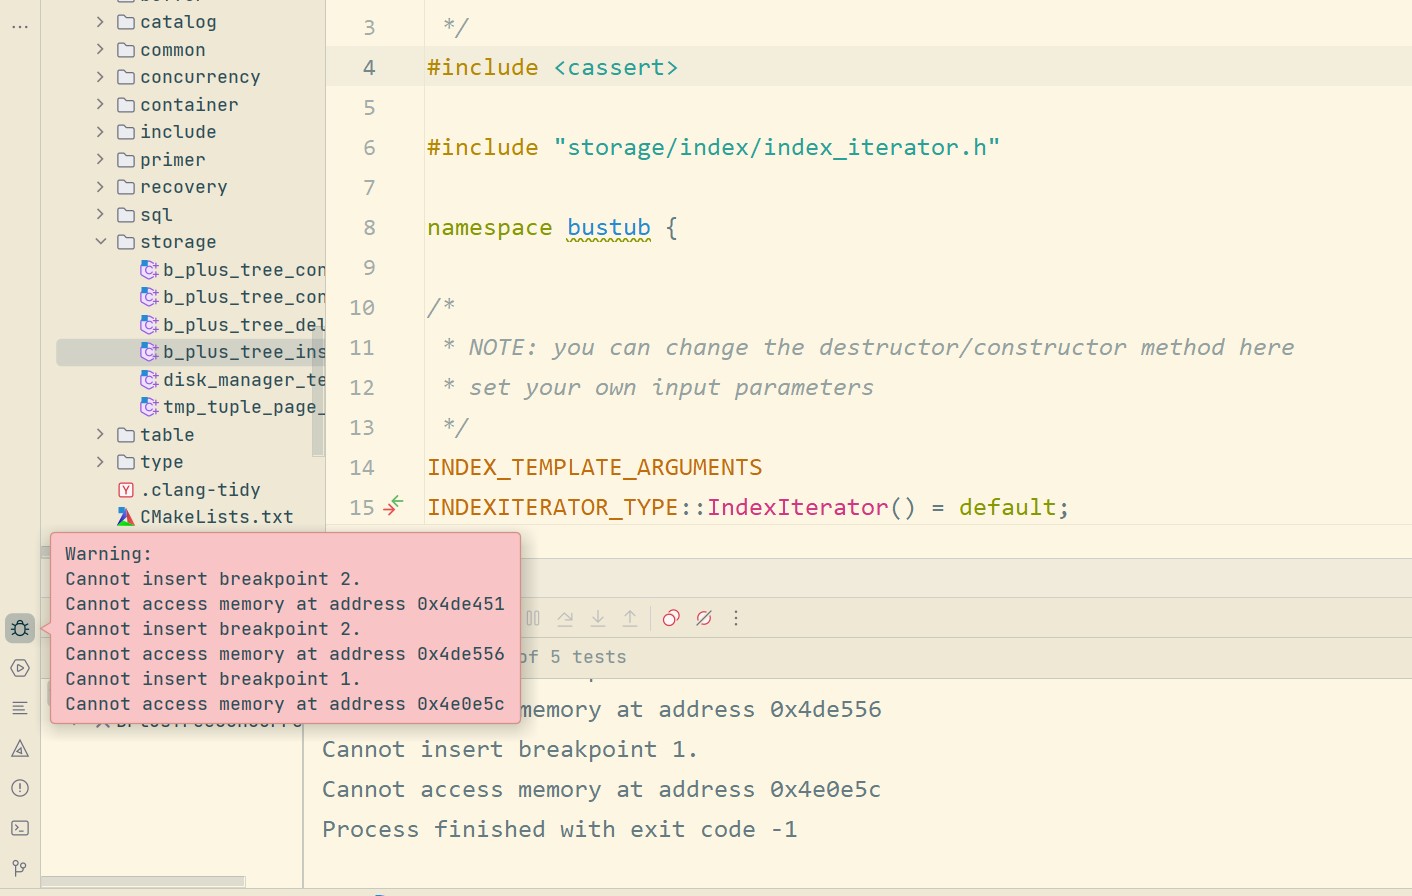 catalog
common
concurrency
container
include
primer
recovery
sql
storage
b_plus_tree_con
b_plus_tree_con
b_plus_tree_del
b_plus_tree_ins
disk_manager_te
tmp_tuple_page_
table
type
.clang-tidy
CMakeLists.txt
3 */
4 #include <cassert>
5
6 #include "storage/index/index_iterator.h"
7
8 namespace bustub {
9
10 /*
11 * NOTE: you can change the destructor/constructor method here
12 * set your own input parameters
13 */
14 INDEX_TEMPLATE_ARGUMENTS
15 INDEXITERATOR_TYPE::IndexIterator() = default;
Warning:
Cannot insert breakpoint 2.
Cannot access memory at address 0x4de451
Cannot insert breakpoint 2.
Cannot access memory at address 0x4de556
Cannot insert breakpoint 1.
Cannot access memory at address 0x4e0e5c
of 5 tests
memory at address 0x4de556
Cannot insert breakpoint 1.
Cannot access memory at address 0x4e0e5c
Process finished with exit code -1